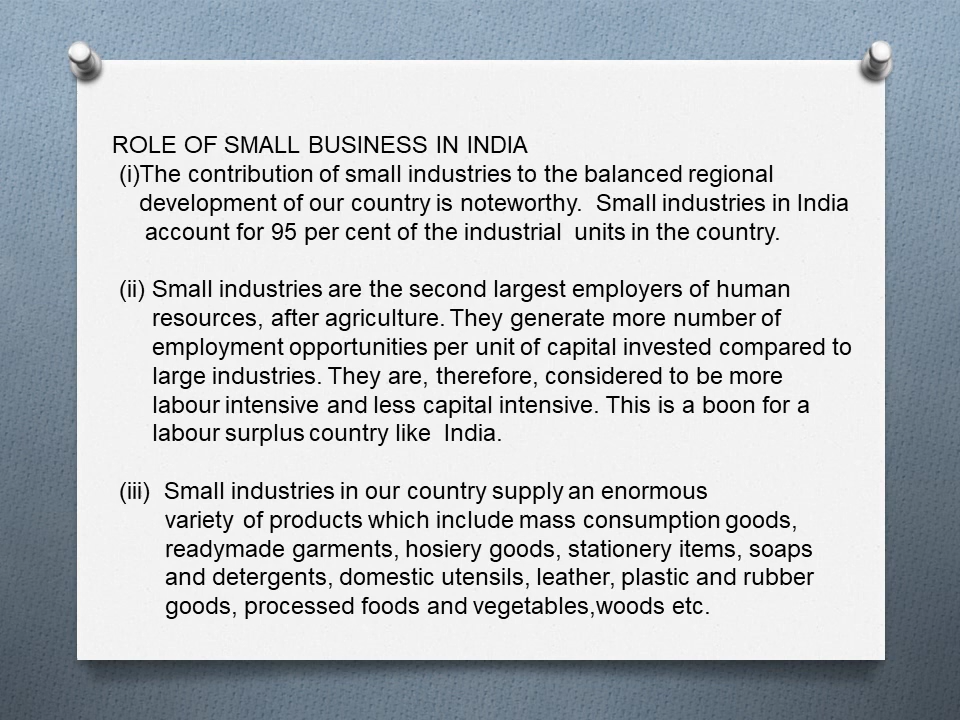 ROLE OF SMALL BUSINESS IN INDIA
(i)The contribution of small industries to the balanced regional
development of our country is noteworthy. Small industries in India
account for 95 per cent of the industrial units in the country.
(ii) Small industries are the second largest employers of human
resources, after agriculture. They generate more number of
employment opportunities per unit of capital invested compared to
large industries. They are, therefore, considered to be more
labour intensive and less capital intensive. This is a boon for a
labour surplus country like India.
(iii) Small industries in our country supply an enormous
variety of products which include mass consumption goods,
readymade garments, hosiery goods, stationery items, soaps
and detergents, domestic utensils, leather, plastic and rubber
goods, processed foods and vegetables,woods etc.